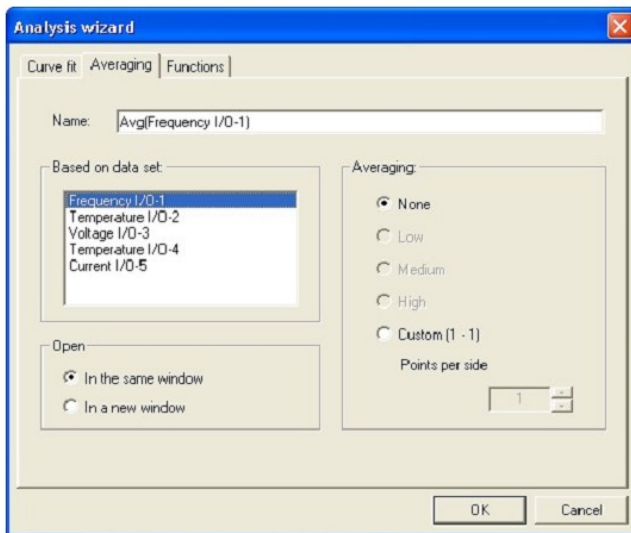 Analysis wizard
Curve fit Averaging Functions
Name: Avg(Frequency I/O-1)
Based on data set:
Frequency I/O-1
Temperature I/O-2
Voltage I/O-3
Temperature I/O-4
Current I/O-5
Open
In the same window
In a new window
Averaging:
None
Low
Medium
High
Custom (1 - 1)
Points per side
1
OK Cancel